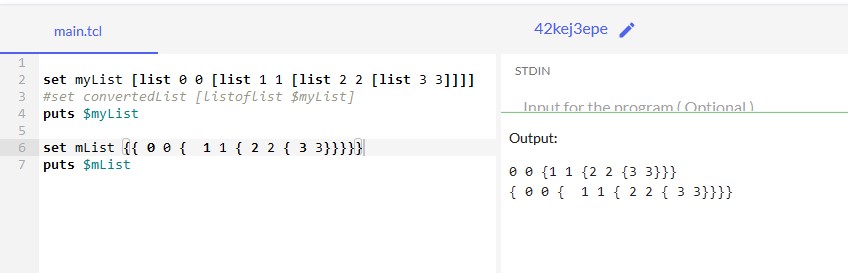 main.tcl
42kej3epe
1
2 set myList [list 0 0 [list 1 1 [list 2 2 [list 3 3]]]]
3 #set convertedList [listoflist $myList]
4 puts $myList
5
6 set mList {{ 0 0 {  1 1 { 2 2 { 3 3}}}}}
7 puts $mList
STDIN
Input for the program ( Optional )
Output:
0 0 {1 1 {2 2 {3 3}}}
{ 0 0 {  1 1 { 2 2 { 3 3}}}}